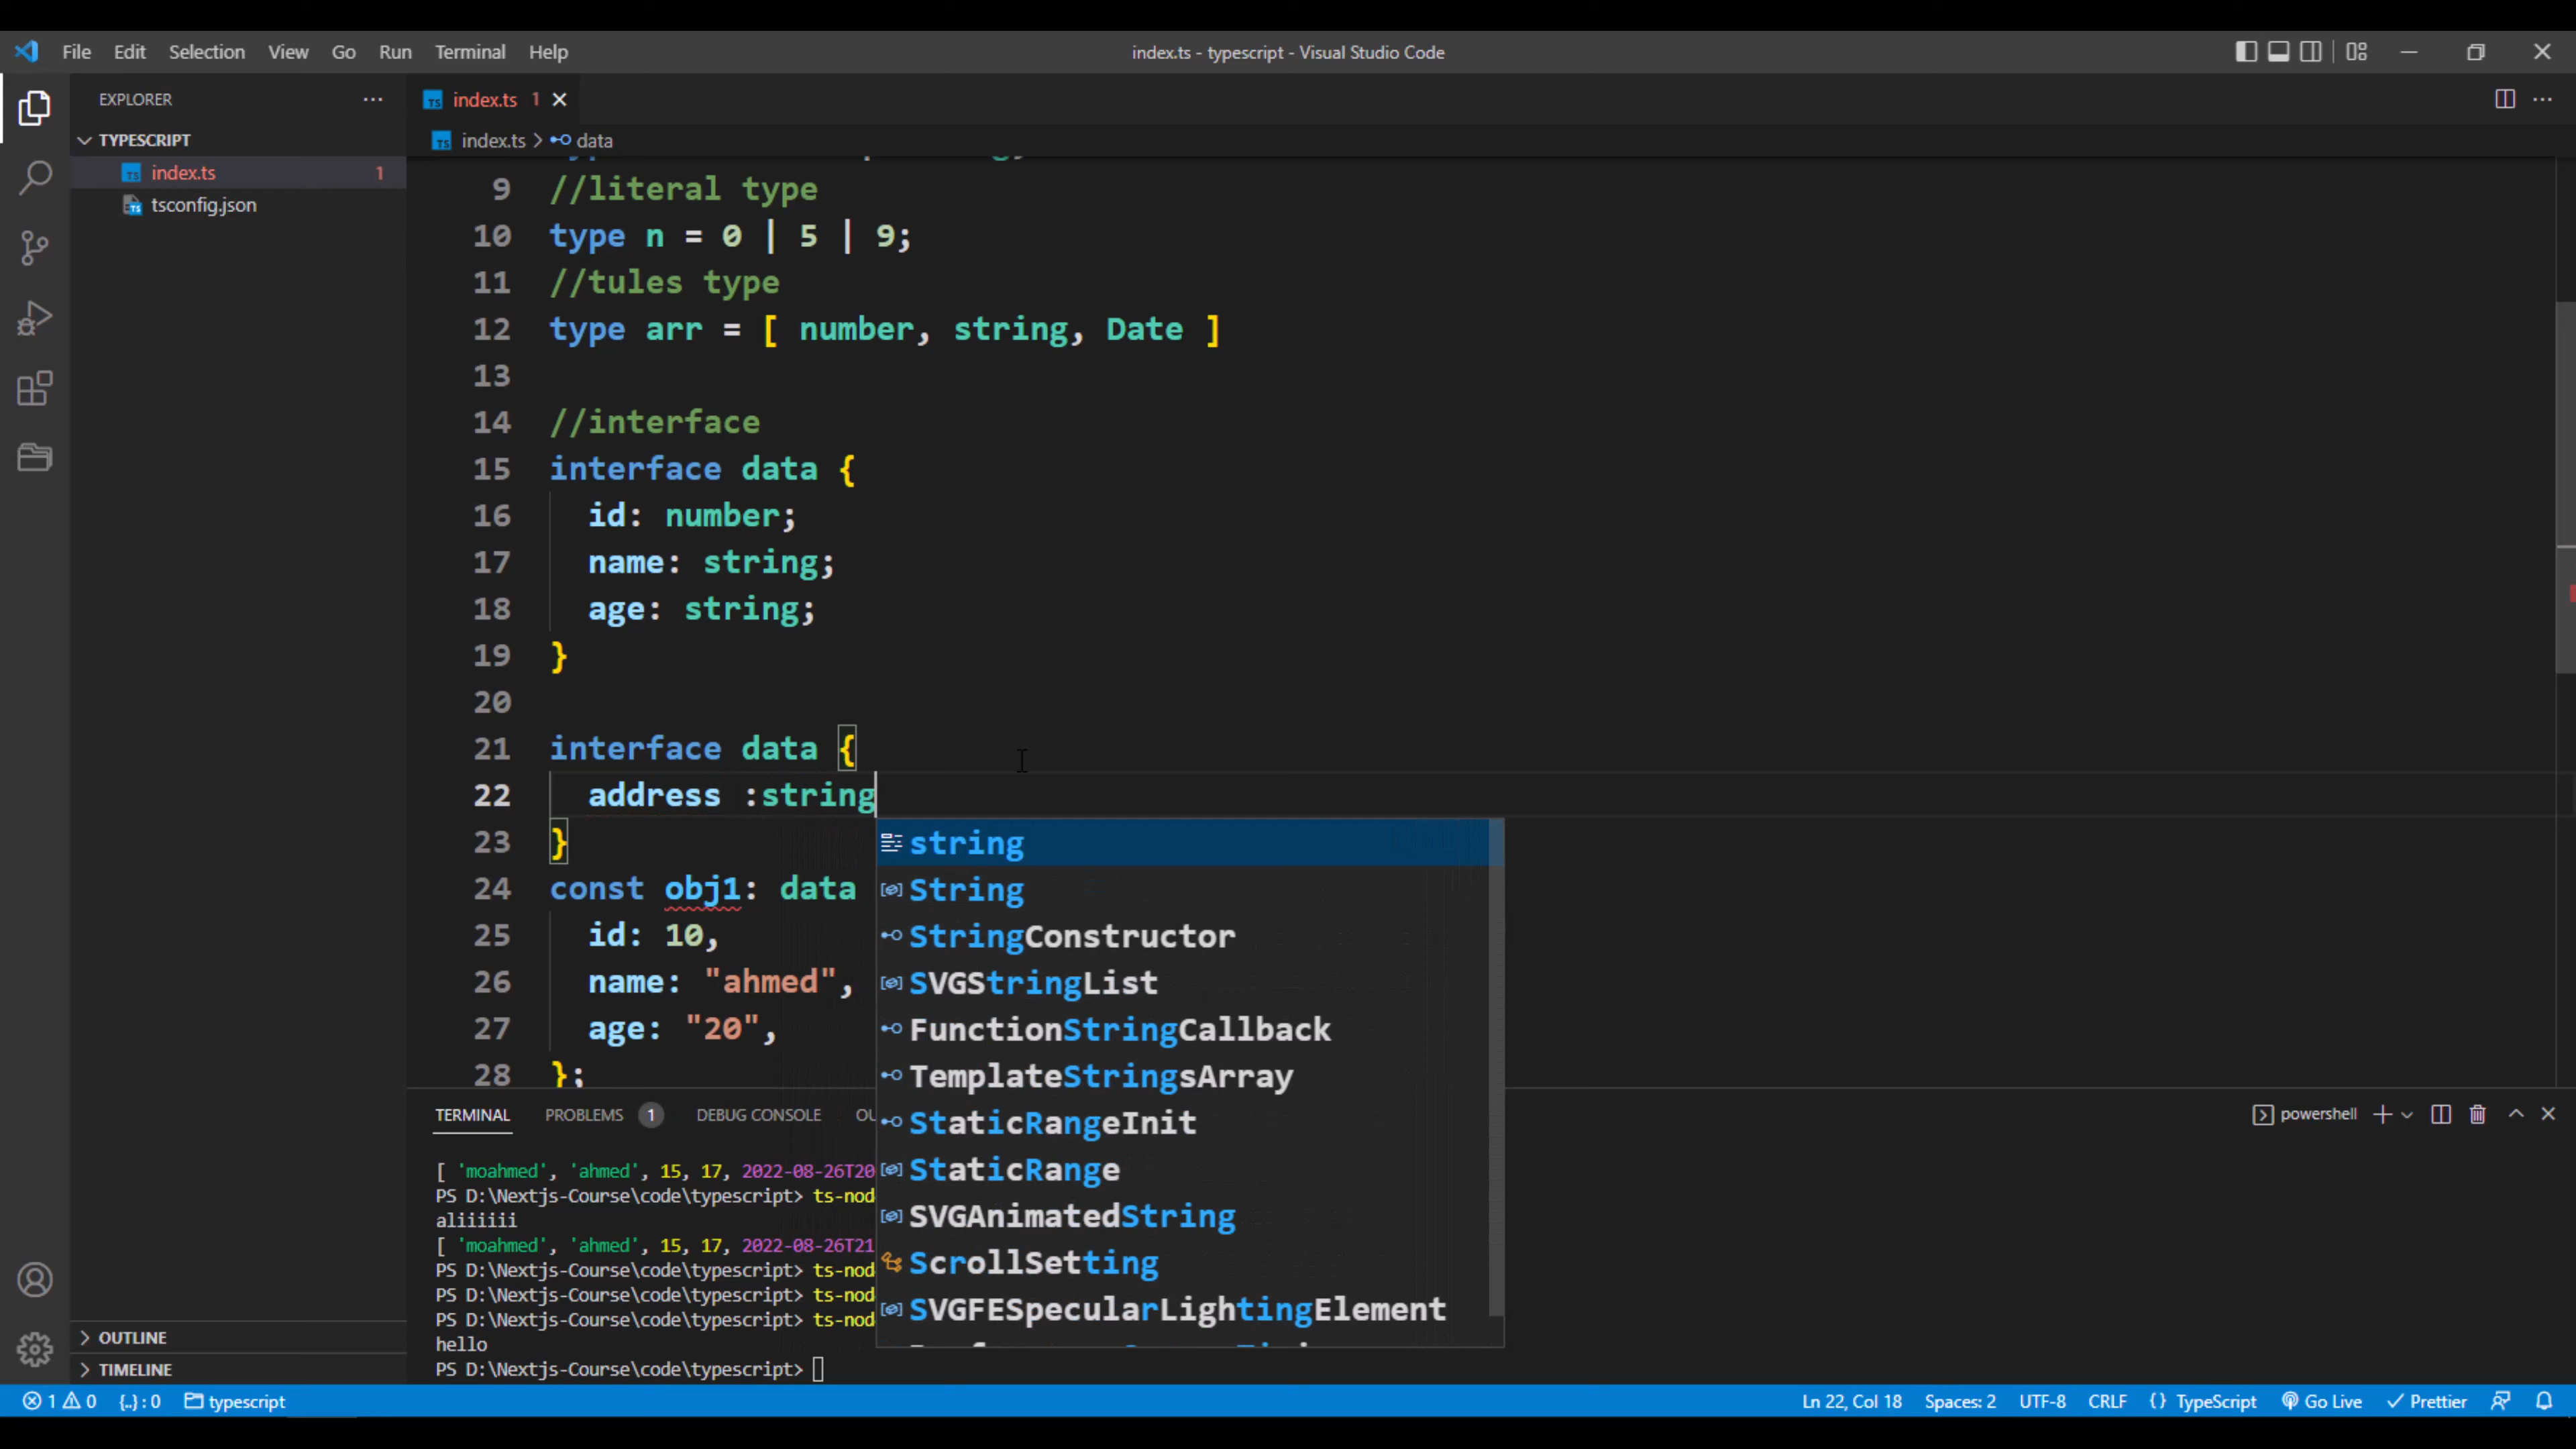 File Edit Selection View Go Run Terminal Help
index.ts - typescript - Visual Studio Code
EXPLORER
TYPESCRIPT
index.ts 1
tsconfig.json
OUTLINE
TIMELINE
index.ts 1
index.ts > data
9 //literal type
10 type n = 0 | 5 | 9;
11 //tules type
12 type arr = [ number, string, Date ]
13
14 //interface
15 interface data {
16 id: number;
17 name: string;
18 age: string;
19 }
20
21 interface data {
22 address :string
23 }
24 const obj1: data
25 id: 10,
26 name: "ahmed",
27 age: "20",
28 };
string
String
StringConstructor
SVGStringList
FunctionStringCallback
TemplateStringsArray
StaticRangeInit
StaticRange
SVGAnimatedString
ScrollSetting
SVGFESpecularLightingElement
TERMINAL PROBLEMS 1 DEBUG CONSOLE OU
powershell
[ 'moahmed', 'ahmed', 15, 17, 2022-08-26T20
PS D:\Nextjs-Course\code\typescript> ts-nod
aliiiiii
[ 'moahmed', 'ahmed', 15, 17, 2022-08-26T21
PS D:\Nextjs-Course\code\typescript> ts-nod
PS D:\Nextjs-Course\code\typescript> ts-nod
PS D:\Nextjs-Course\code\typescript> ts-nod
hello
PS D:\Nextjs-Course\code\typescript>
1 0 {..} : 0 typescript
Ln 22, Col 18 Spaces: 2 UTF-8 CRLF {} TypeScript Go Live Prettier